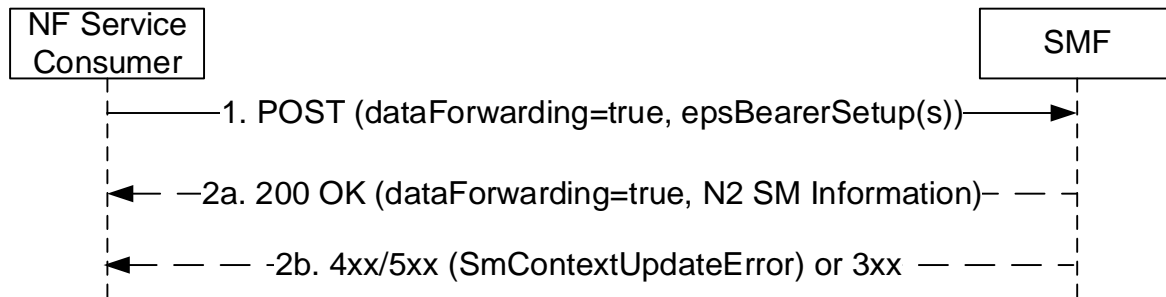 NF Service
Consumer
SMF
1. POST (dataForwarding=true, epsBearerSetup(s))
2a. 200 OK (dataForwarding=true, N2 SM Information)
2b. 4xx/5xx (SmContextUpdateError) or 3xx